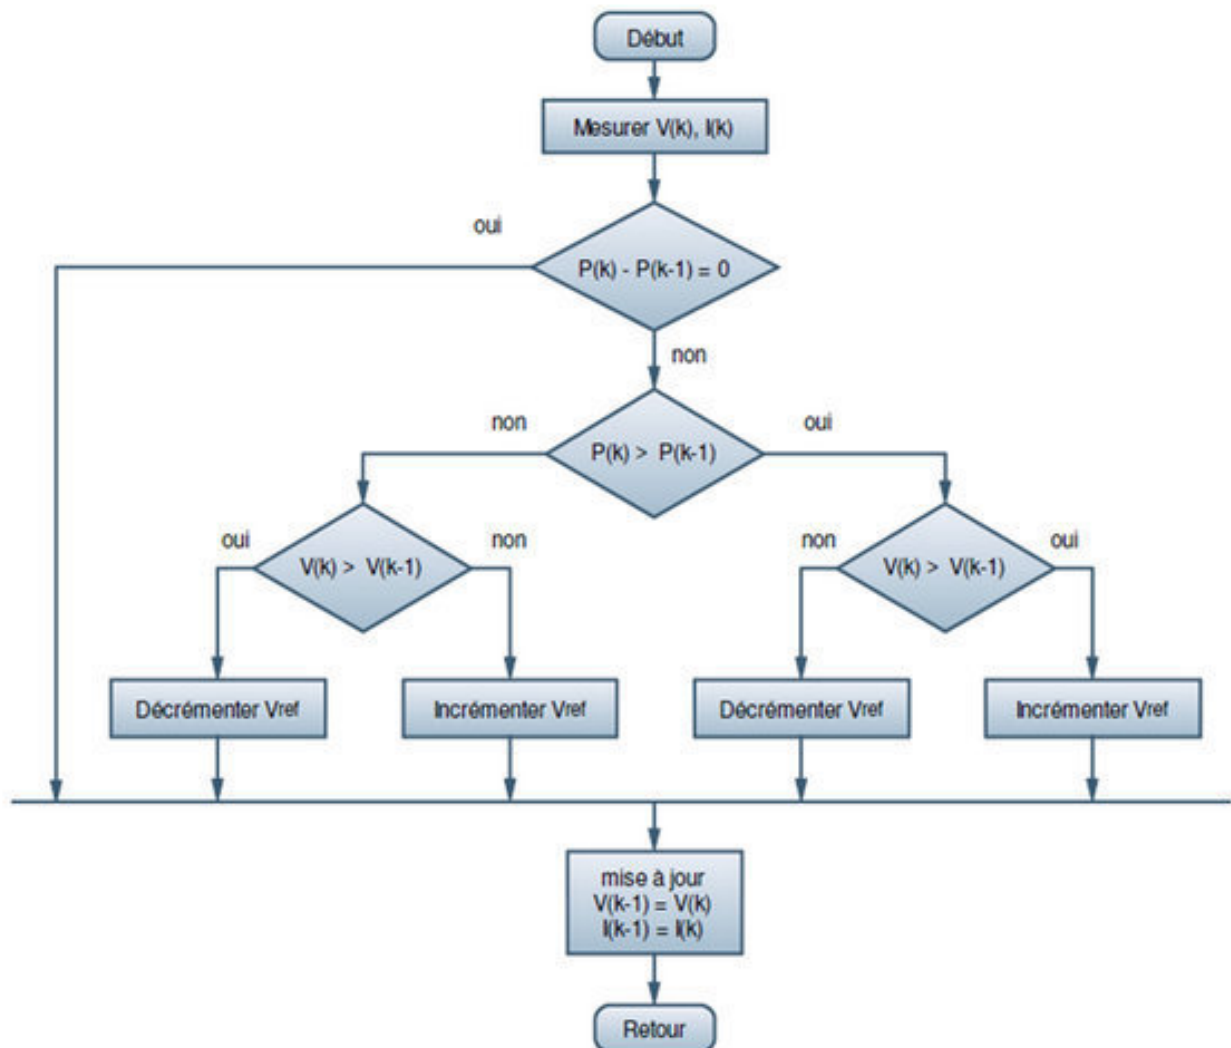 Début
Mesurer V(k), I(k)
oui
P(k) - P(k-1) = 0
non
non
oui
P(k) > P(k-1)
oui
non
non
oui
V(k) > V(k-1)
V(k) > V(k-1)
Décrémenter Vref
Incrémenter Vref
Décrémenter Vref
Incrémenter Vref
mise à jour
V(k-1) = V(k)
I(k-1) = I(k)
Retour